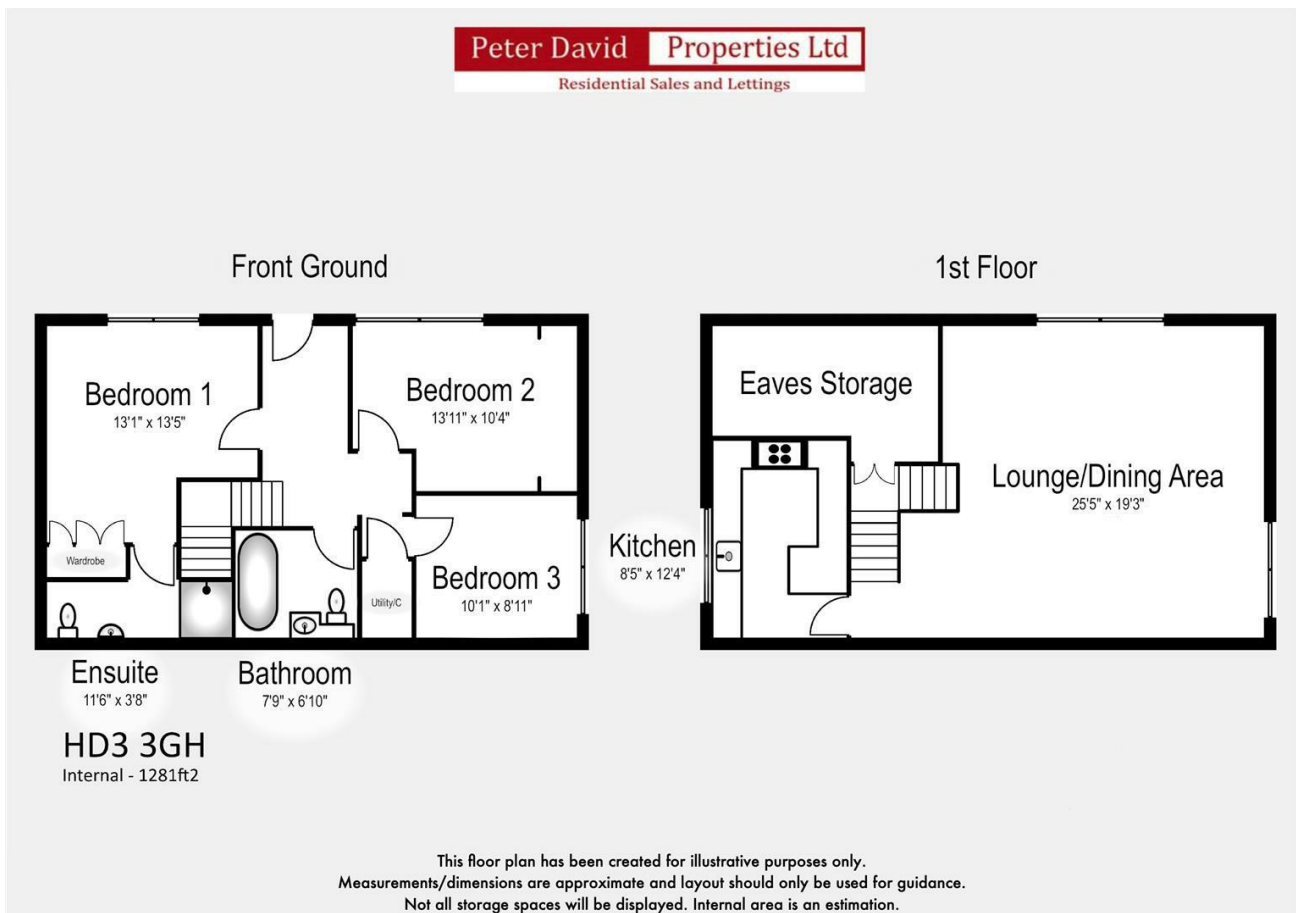 Peter David Properties Ltd
Residential Sales and Lettings
Front Ground
Bedroom 1
13'1" x 13'5"
Bedroom 2
13'11" x 10'4"
Wardrobe
Utility/C
Bedroom 3
10'1" x 8'11"
Ensuite
11'6" x 3'8"
Bathroom
7'9" x 6'10"
HD3 3GH
Internal - 1281ft2
1st Floor
Eaves Storage
Lounge/Dining Area
25'5" x 19'3"
Kitchen
8'5" x 12'4"
This floor plan has been created for illustrative purposes only.
Measurements/dimensions are approximate and layout should only be used for guidance.
Not all storage spaces will be displayed. Internal area is an estimation.